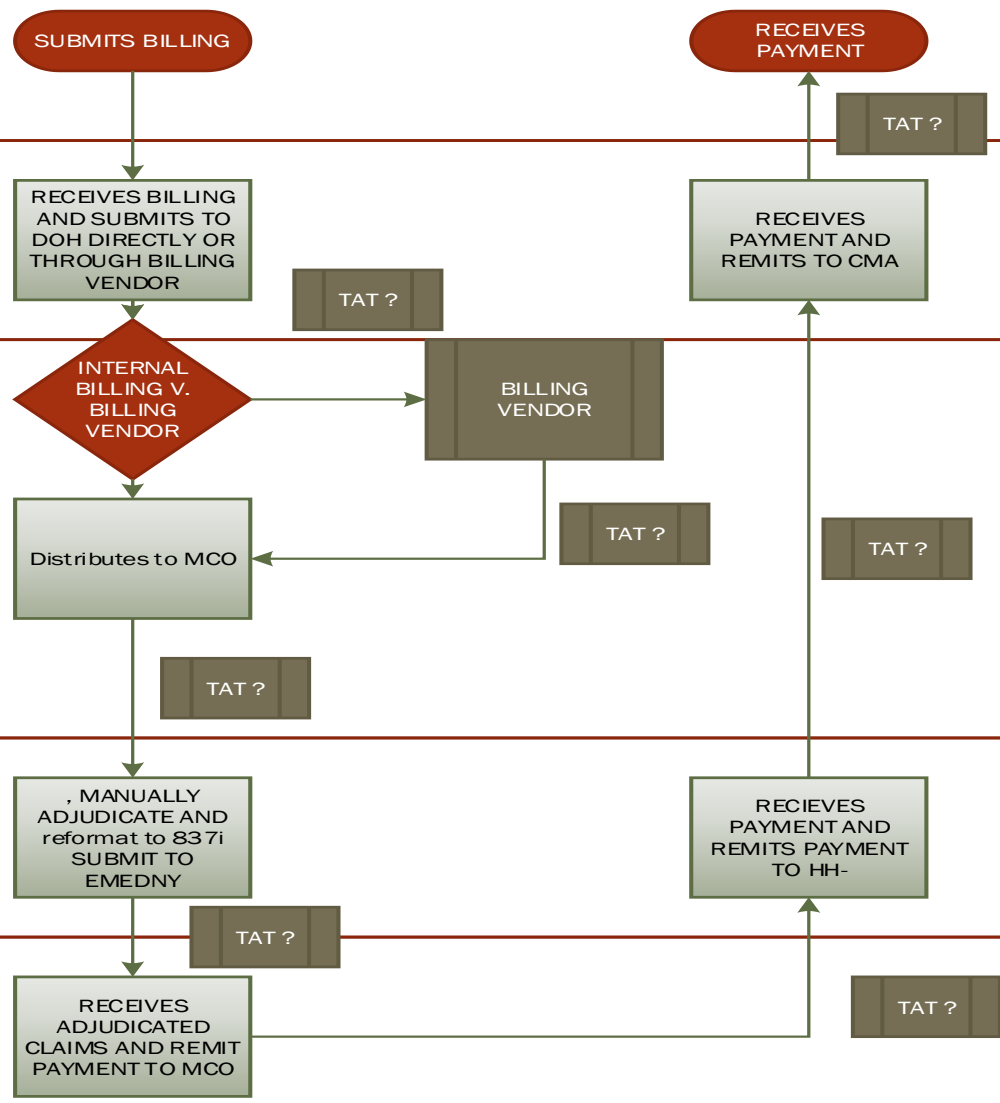 SUBMITS BILLING
RECEIVES
PAYMENT
TAT ?
RECEIVES BILLING
AND SUBMITS TO
DOH DIRECTLY OR
THROUGH BILLING
VENDOR
RECEIVES
PAYMENT AND
REMITS TO CMA
TAT ?
INTERNAL
BILLING V.
BILLING
VENDOR
BILLING
VENDOR
TAT ?
TAT ?
Distributes to MCO
TAT ?
, MANUALLY
ADJUDICATE AND
reformat to 837i
SUBMIT TO
EMEDNY
RECIEVES
PAYMENT AND
REMITS PAYMENT
TO HH-
TAT ?
RECEIVES
ADJUDICATED
CLAIMS AND REMIT
PAYMENT TO MCO
TAT ?